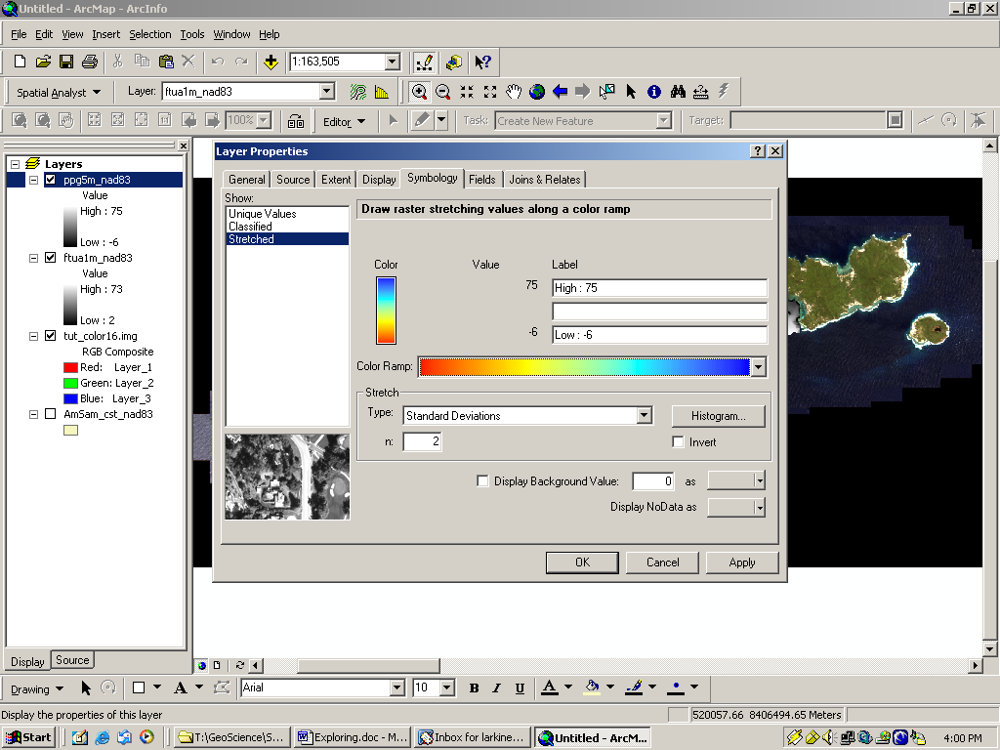 Untitled - ArcMap - ArcInfo
File Edit View Insert Selection Tools Window Help
1:163,505
Spatial Analyst Layer: ftua1m_nad83
100% Editor Task: Create New Feature Target:
Layers
ppg5m_nad83
Value
High : 75
Low : -6
ftua1m_nad83
Value
High : 73
Low : 2
tut_color16.img
RGB Composite
Red: Layer_1
Green: Layer_2
Blue: Layer_3
AmSam_cst_nad83
Display Source
Layer Properties
General Source Extent Display Symbology Fields Joins & Relates
Show:
Unique Values
Classified
Stretched
Draw raster stretching values along a color ramp
Color Value Label
75 High : 75
-6 Low : -6
Color Ramp:
Stretch
Type: Standard Deviations Histogram...
n: 2 Invert
Display Background Value: 0 as
Display NoData as
OK Cancel Apply
Drawing A Arial 10 B I U A
Display the properties of this layer 520057.66 8406494.65 Meters
Start T:\GeoScience\S... Exploring.doc - M... Inbox for larkine... Untitled - ArcM... 4:00 PM